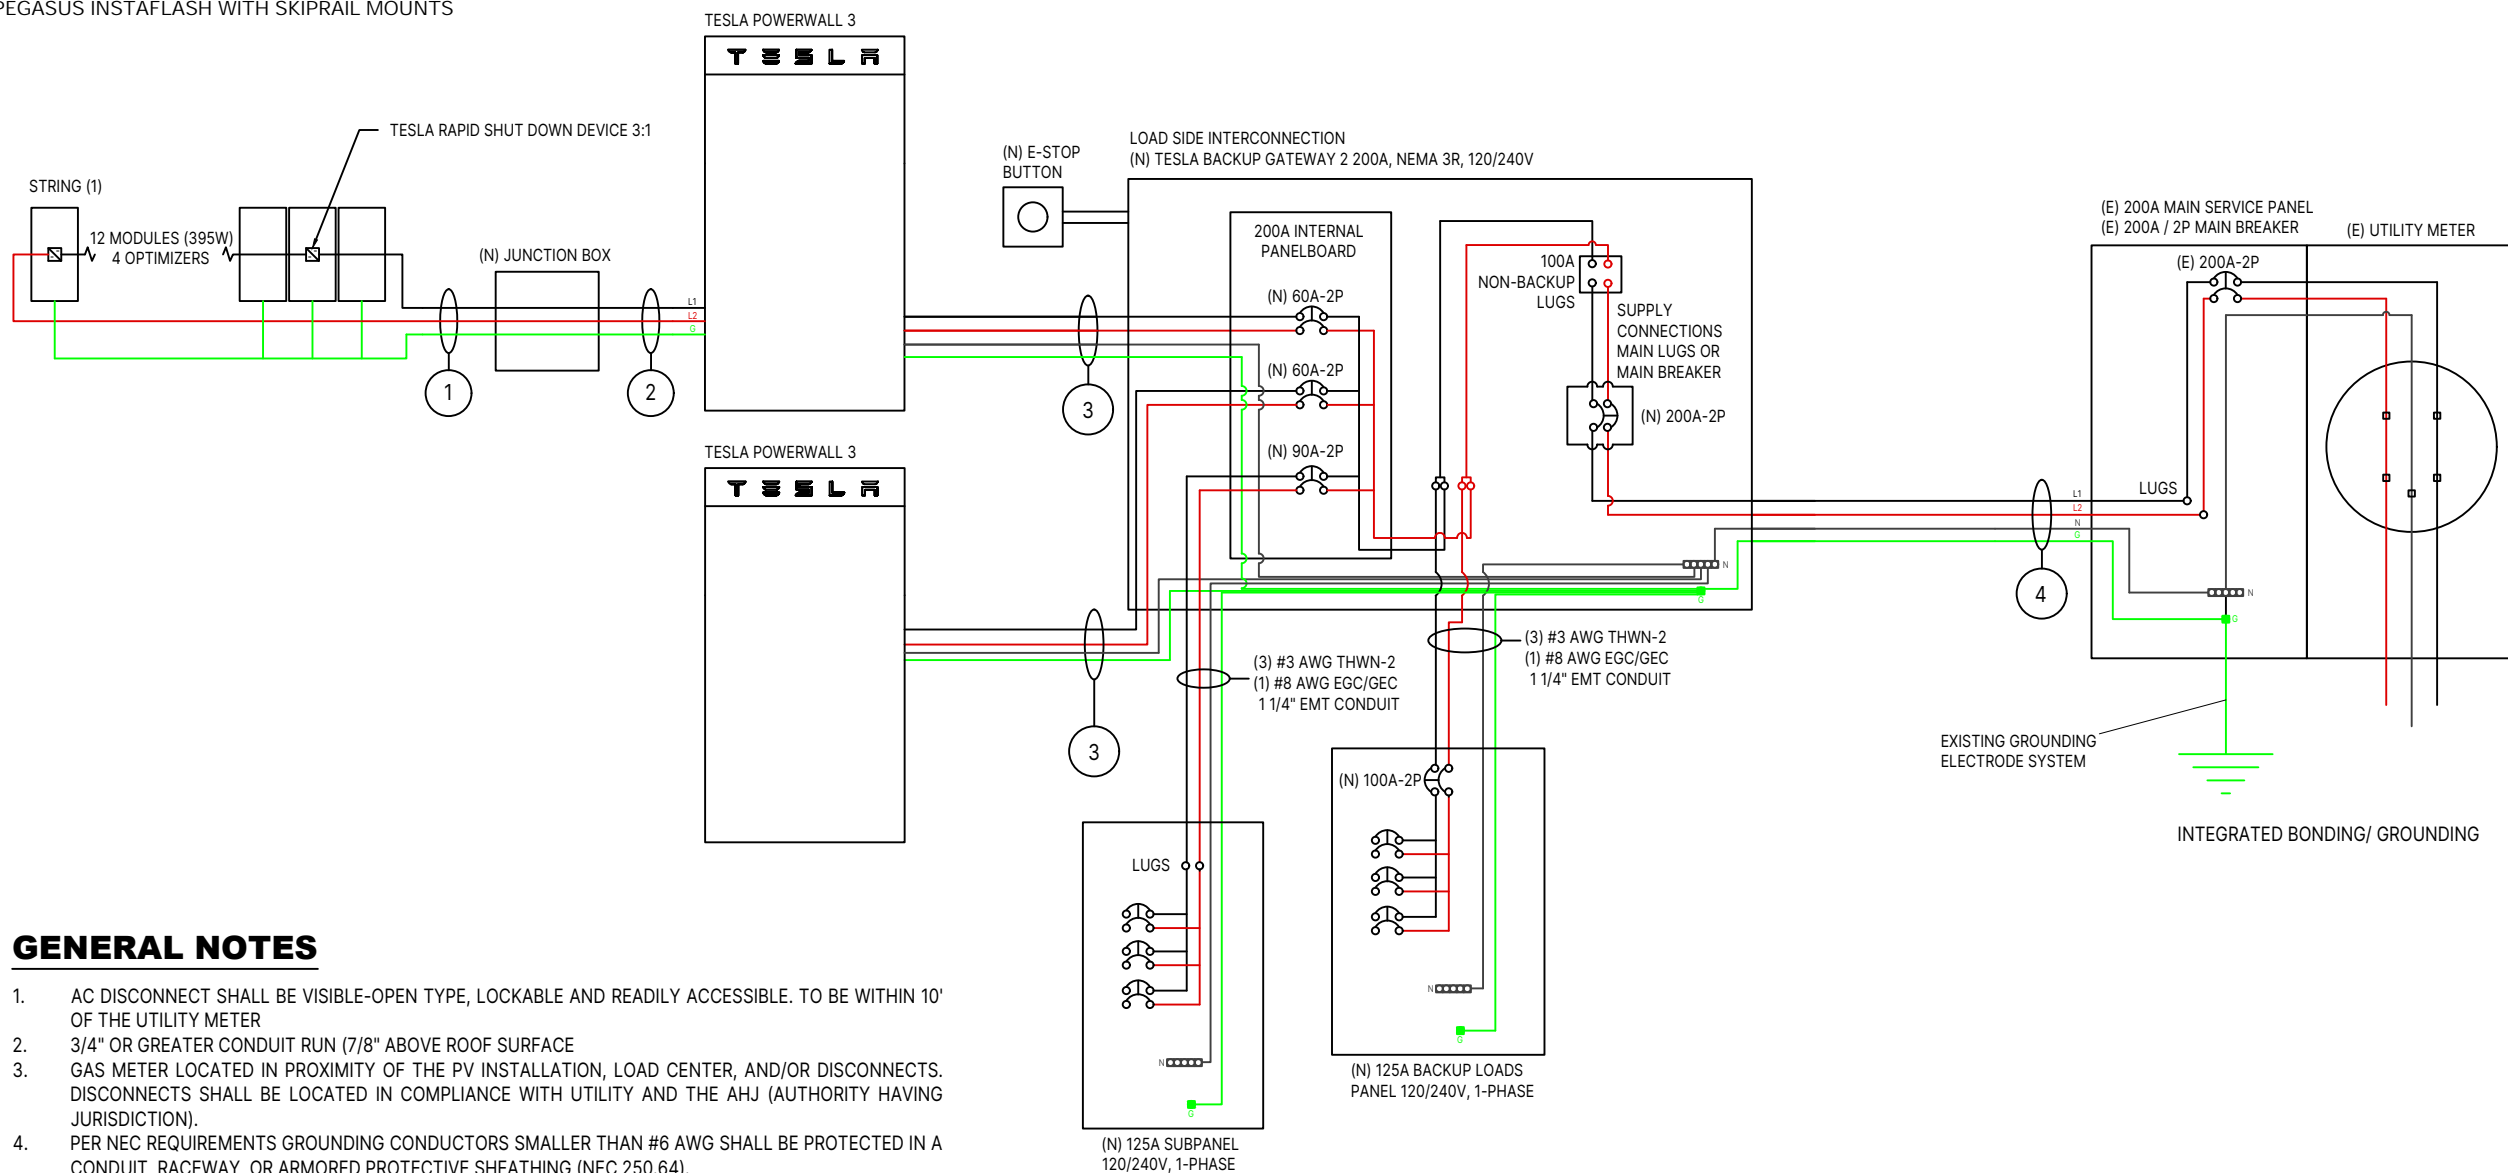 PEGASUS INSTAFLASH WITH SKIPRAIL MOUNTS
TESLA POWERWALL 3
TESLA
TESLA RAPID SHUT DOWN DEVICE 3:1
STRING (1)
12 MODULES (395W)
4 OPTIMIZERS
(N) JUNCTION BOX
L1
L2
G
1
2
3
(N) E-STOP
BUTTON
LOAD SIDE INTERCONNECTION
(N) TESLA BACKUP GATEWAY 2 200A, NEMA 3R, 120/240V
200A INTERNAL
PANELBOARD
(N) 60A-2P
(N) 60A-2P
(N) 90A-2P
100A
NON-BACKUP
LUGS
SUPPLY
CONNECTIONS
MAIN LUGS OR
MAIN BREAKER
(N) 200A-2P
N
G
(E) 200A MAIN SERVICE PANEL
(E) 200A / 2P MAIN BREAKER
(E) UTILITY METER
(E) 200A-2P
LUGS
L1
L2
N
G
4
N
G
EXISTING GROUNDING
ELECTRODE SYSTEM
INTEGRATED BONDING/ GROUNDING
TESLA POWERWALL 3
TESLA
3
(3) #3 AWG THWN-2
(1) #8 AWG EGC/GEC
1 1/4" EMT CONDUIT
(3) #3 AWG THWN-2
(1) #8 AWG EGC/GEC
1 1/4" EMT CONDUIT
LUGS
N
G
(N) 125A SUBPANEL
120/240V, 1-PHASE
(N) 100A-2P
N
G
(N) 125A BACKUP LOADS
PANEL 120/240V, 1-PHASE
GENERAL NOTES
1. AC DISCONNECT SHALL BE VISIBLE-OPEN TYPE, LOCKABLE AND READILY ACCESSIBLE. TO BE WITHIN 10'
OF THE UTILITY METER
2. 3/4" OR GREATER CONDUIT RUN (7/8" ABOVE ROOF SURFACE
3. GAS METER LOCATED IN PROXIMITY OF THE PV INSTALLATION, LOAD CENTER, AND/OR DISCONNECTS.
DISCONNECTS SHALL BE LOCATED IN COMPLIANCE WITH UTILITY AND THE AHJ (AUTHORITY HAVING
JURISDICTION).
4. PER NEC REQUIREMENTS GROUNDING CONDUCTORS SMALLER THAN #6 AWG SHALL BE PROTECTED IN A
CONDUIT, RACEWAY, OR ARMORED PROTECTIVE SHEATHING (NEC 250.64).